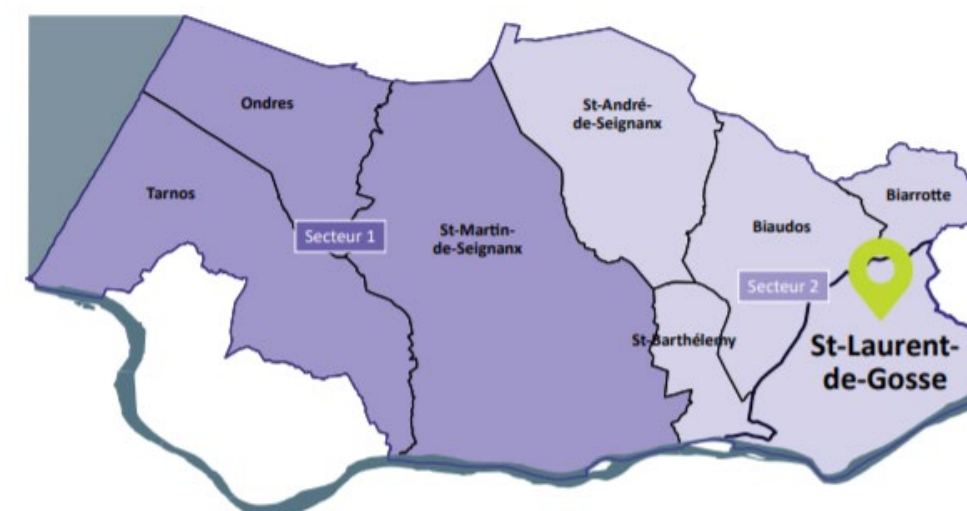 Ondres
St-André-
de-Seignanx
Tarnos
Biarrotte
Secteur 1
St-Martin-
de-Seignanx
Biaudos
Secteur 2
St-Barthélemy
St-Laurent-
de-Gosse